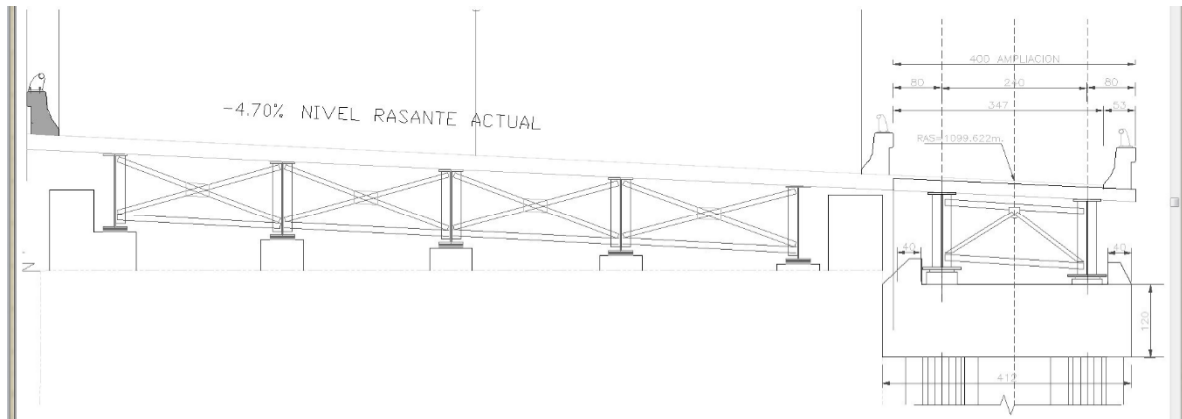 400 AMPLIACION
80
240
80
347
53
-4.70% NIVEL RASANTE ACTUAL
RAS=1099.622m.
40
40
N
120
412